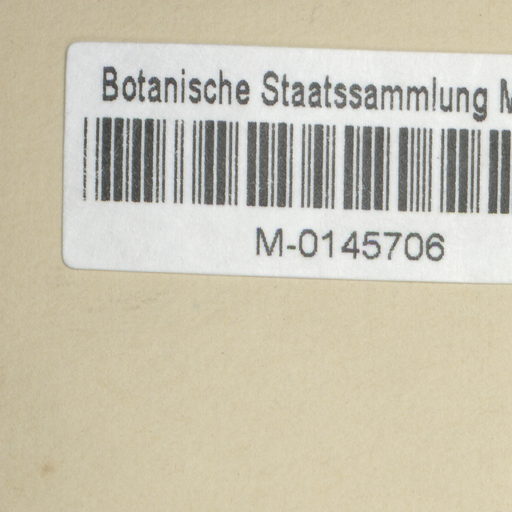 Botanische Staatssammlung M
M-0145706